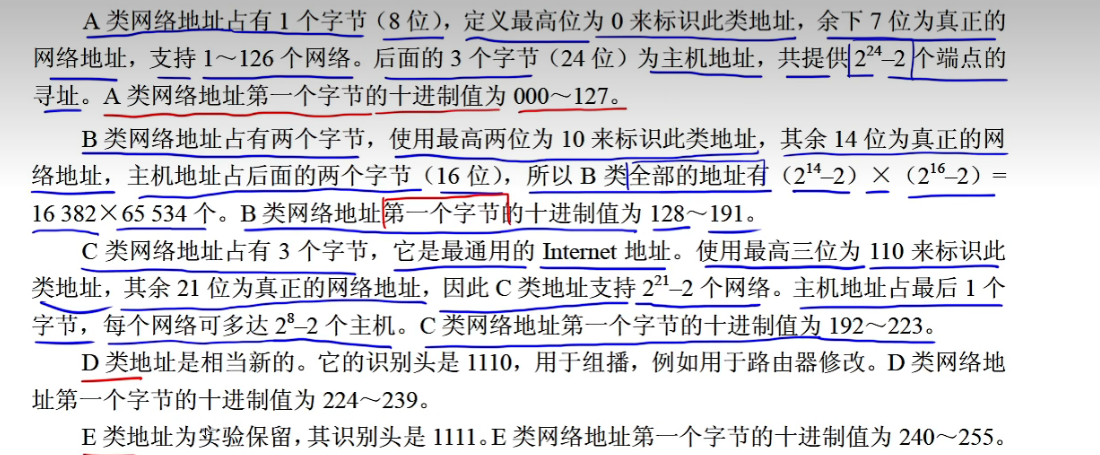 A 类网络地址占有 1 个字节（8 位），定义最高位为 0 来标识此类地址，余下 7 位为真正的
网络地址，支持 1～126 个网络。后面的 3 个字节（24 位）为主机地址，共提供 2²⁴–2 个端点的
寻址。A 类网络地址第一个字节的十进制值为 000～127。
B 类网络地址占有两个字节，使用最高两位为 10 来标识此类地址，其余 14 位为真正的网
络地址，主机地址占后面的两个字节（16 位），所以 B 类全部的地址有（2¹⁴–2）×（2¹⁶–2）=
16 382×65 534 个。B 类网络地址第一个字节的十进制值为 128～191。
C 类网络地址占有 3 个字节，它是最通用的 Internet 地址。使用最高三位为 110 来标识此
类地址，其余 21 位为真正的网络地址，因此 C 类地址支持 2²¹–2 个网络。主机地址占最后 1 个
字节，每个网络可多达 2⁸–2 个主机。C 类网络地址第一个字节的十进制值为 192～223。
D 类地址是相当新的。它的识别头是 1110，用于组播，例如用于路由器修改。D 类网络地
址第一个字节的十进制值为 224～239。
E 类地址为实验保留，其识别头是 1111。E 类网络地址第一个字节的十进制值为 240～255。